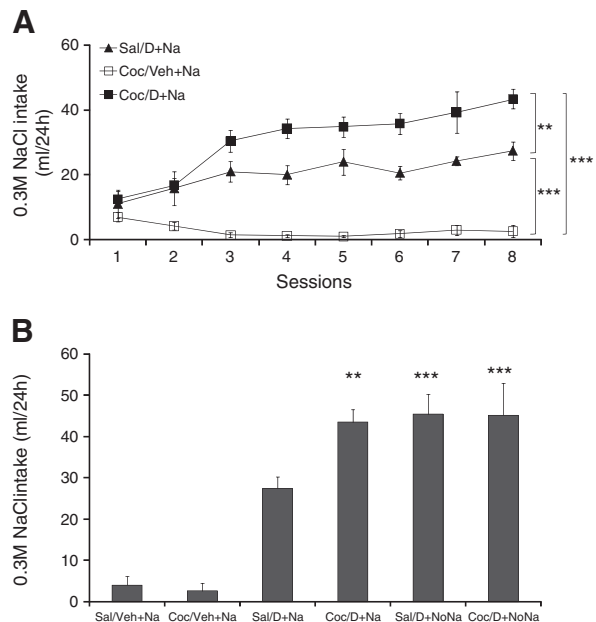 A
60
Sal/D+Na
Coc/Veh+Na
Coc/D+Na
40
20
0
0.3M NaCl intake
(ml/24h)
**
***
***
1 2 3 4 5 6 7 8
Sessions
B
60
50
40
30
20
10
0
0.3M NaClintake (ml/24h)
** *** ***
Sal/Veh+Na Coc/Veh+Na Sal/D+Na Coc/D+Na Sal/D+NoNa Coc/D+NoNa